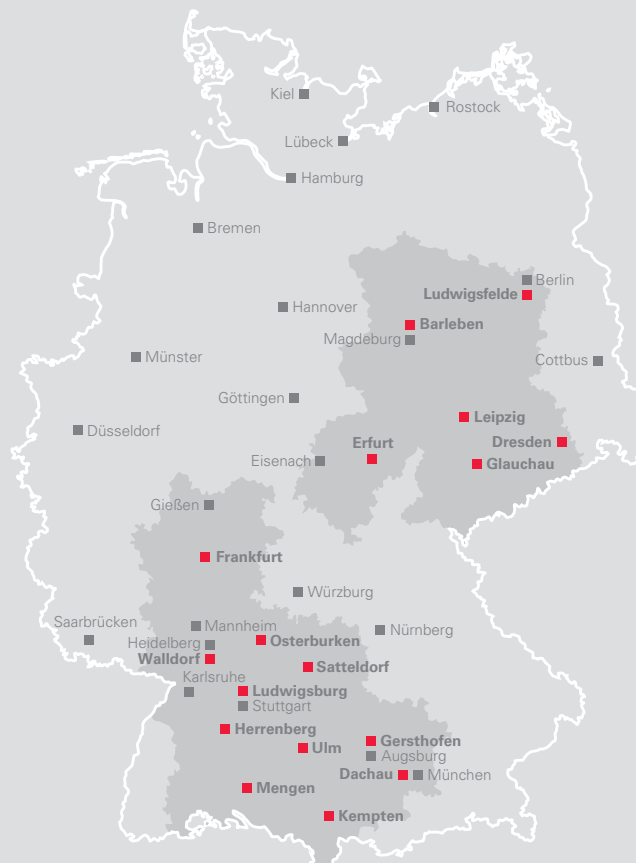 Kiel
Rostock
Lübeck
Hamburg
Bremen
Berlin
Ludwigsfelde
Hannover
Barleben
Magdeburg
Münster
Cottbus
Göttingen
Leipzig
Düsseldorf
Erfurt
Dresden
Eisenach
Glauchau
Gießen
Frankfurt
Würzburg
Saarbrücken
Mannheim
Nürnberg
Heidelberg
Osterburken
Walldorf
Satteldorf
Karlsruhe
Ludwigsburg
Stuttgart
Herrenberg
Gersthofen
Ulm
Augsburg
Dachau
München
Mengen
Kempten